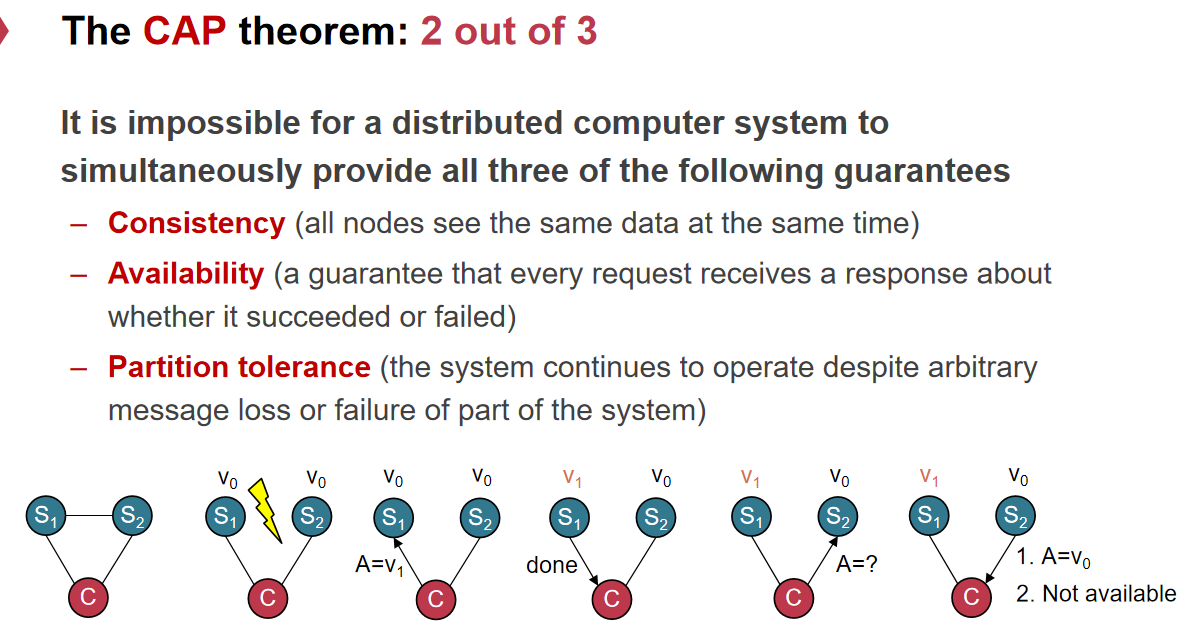 The CAP theorem: 2 out of 3
It is impossible for a distributed computer system to
simultaneously provide all three of the following guarantees
– Consistency (all nodes see the same data at the same time)
– Availability (a guarantee that every request receives a response about
whether it succeeded or failed)
– Partition tolerance (the system continues to operate despite arbitrary
message loss or failure of part of the system)
V₀ V₀ V₀ V₀ V₁ V₀ V₁ V₀ V₁ V₀
S₁ S₂ S₁ S₂ S₁ S₂ S₁ S₂ S₁ S₂ S₁ S₂
A=v₁ done A=? 1. A=v₀
2. Not available
C C C C C C